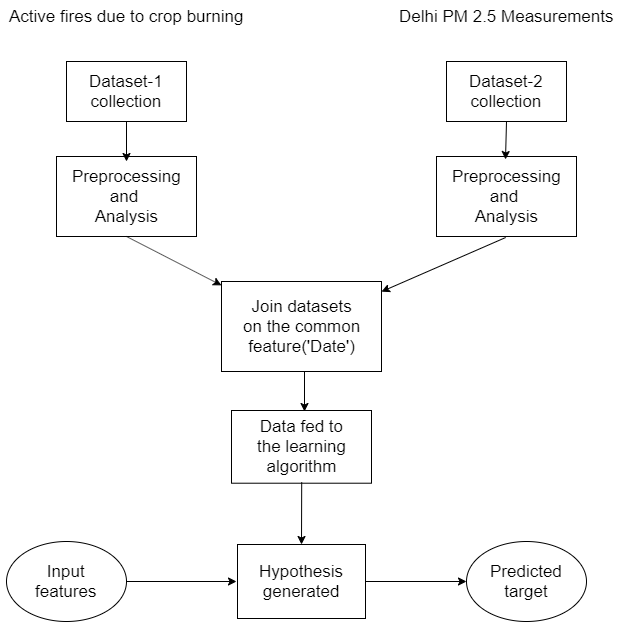 Active fires due to crop burning
Delhi PM 2.5 Measurements
Dataset-1
collection
Dataset-2
collection
Preprocessing
and
Analysis
Preprocessing
and
Analysis
Join datasets
on the common
feature('Date')
Data fed to
the learning
algorithm
Input
features
Hypothesis
generated
Predicted
target